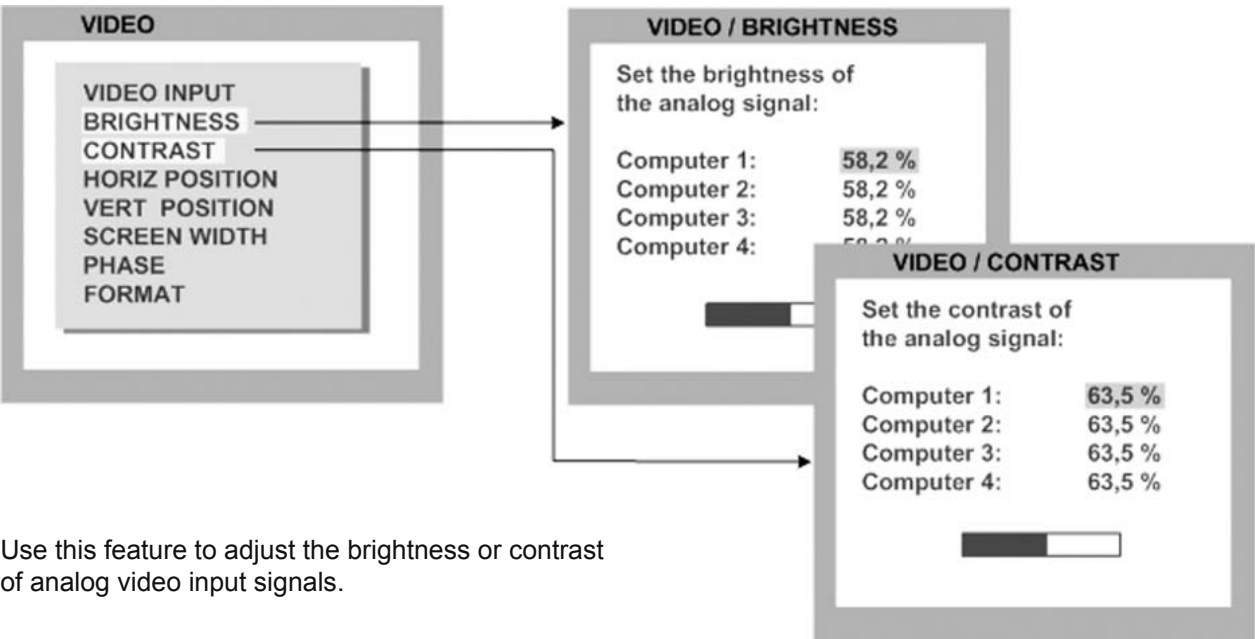 VIDEO
VIDEO INPUT
BRIGHTNESS
CONTRAST
HORIZ POSITION
VERT POSITION
SCREEN WIDTH
PHASE
FORMAT
VIDEO / BRIGHTNESS
Set the brightness of
the analog signal:
Computer 1: 58,2 %
Computer 2: 58,2 %
Computer 3: 58,2 %
Computer 4:
VIDEO / CONTRAST
Set the contrast of
the analog signal:
Computer 1: 63,5 %
Computer 2: 63,5 %
Computer 3: 63,5 %
Computer 4: 63,5 %
Use this feature to adjust the brightness or contrast
of analog video input signals.